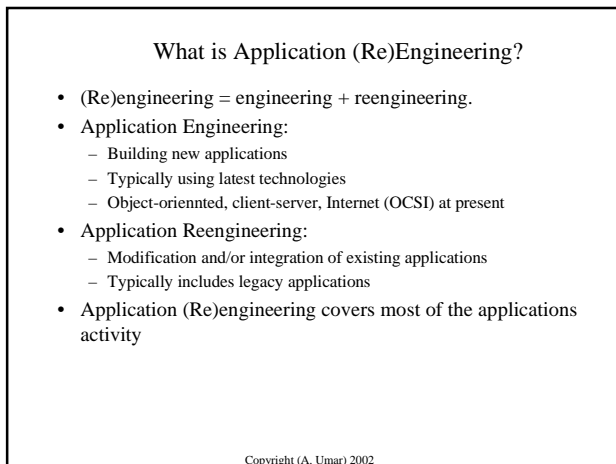 What is Application (Re)Engineering?
• (Re)engineering = engineering + reengineering.
• Application Engineering:
– Building new applications
– Typically using latest technologies
– Object-oriennted, client-server, Internet (OCSI) at present
• Application Reengineering:
– Modification and/or integration of existing applications
– Typically includes legacy applications
• Application (Re)engineering covers most of the applications
activity
Copyright (A. Umar) 2002